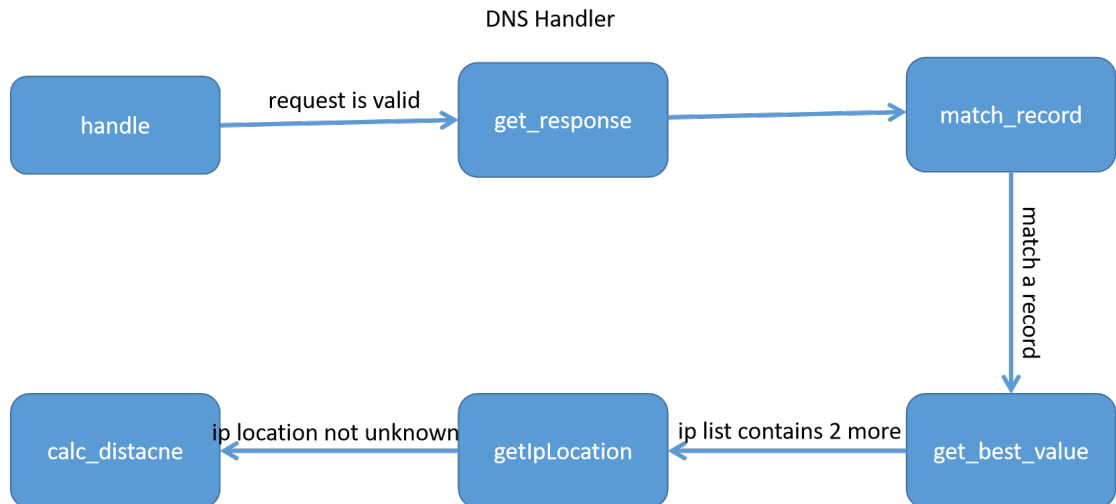 DNS Handler
handle
request is valid
get_response
match_record
match a record
get_best_value
ip list contains 2 more
getIpLocation
ip location not unknown
calc_distacne